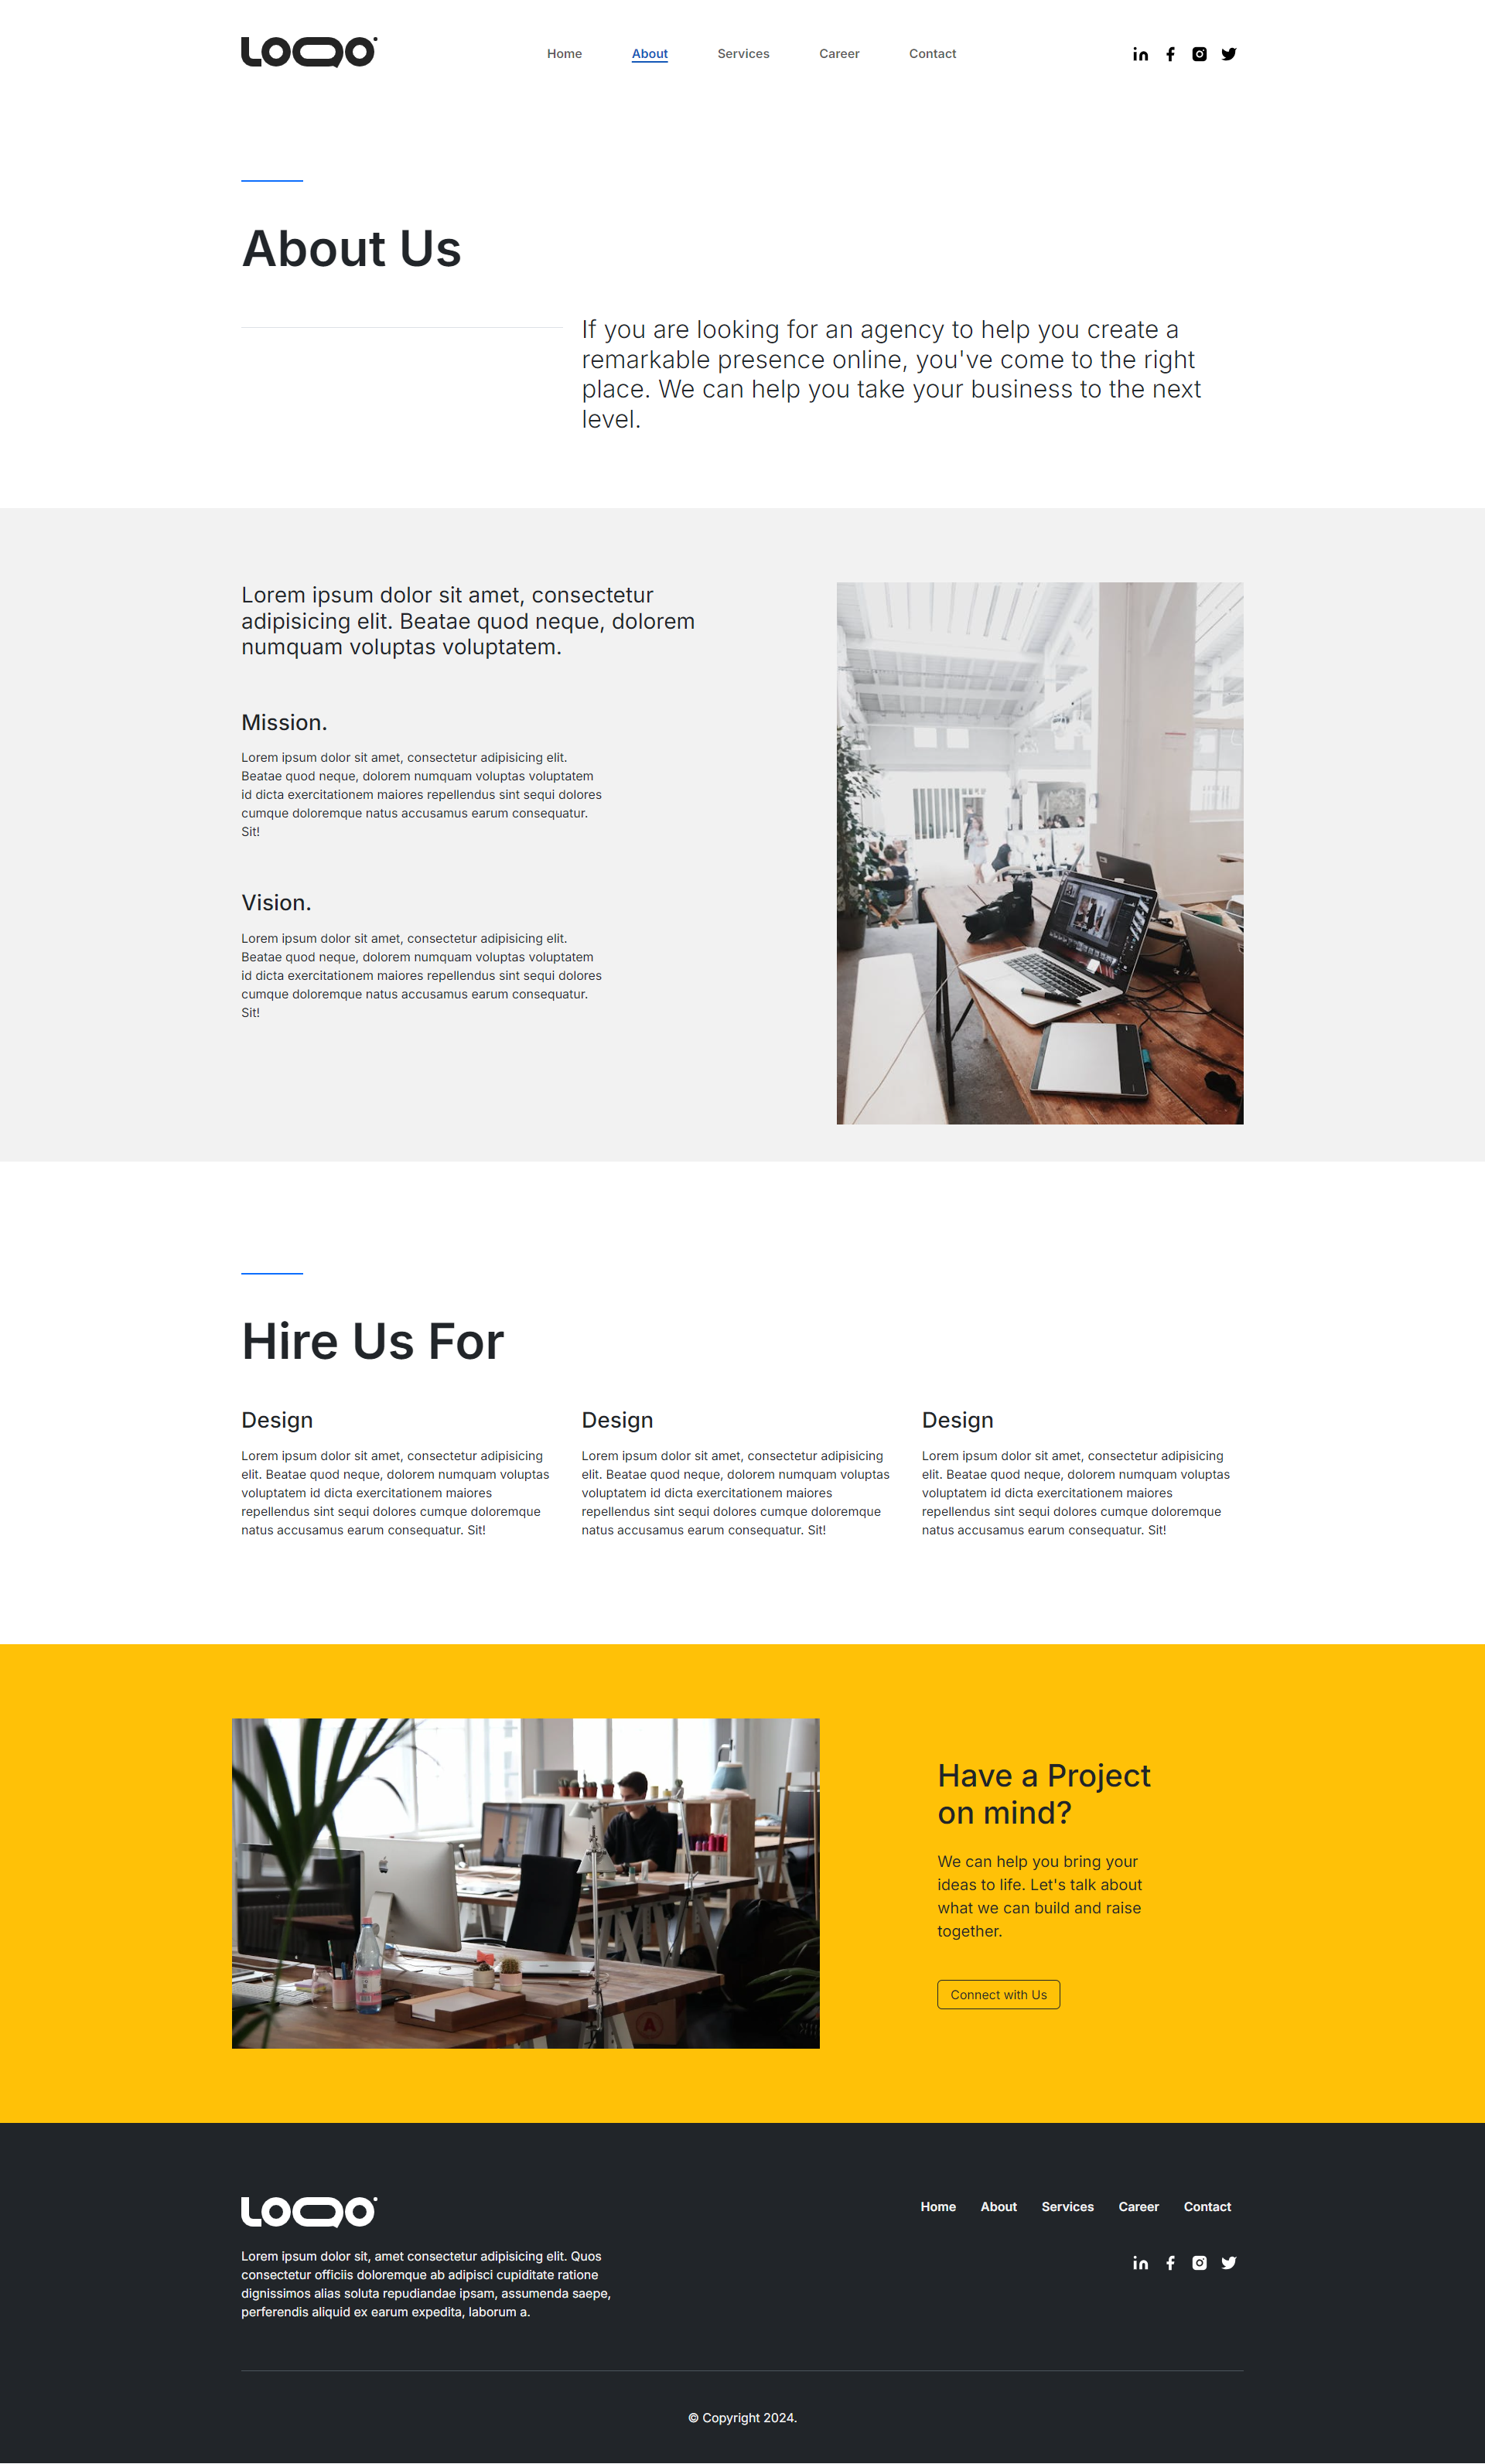 LOGO
Home About Services Career Contact
About Us
If you are looking for an agency to help you create a
remarkable presence online, you've come to the right
place. We can help you take your business to the next
level.
Lorem ipsum dolor sit amet, consectetur
adipisicing elit. Beatae quod neque, dolorem
numquam voluptas voluptatem.
Mission.
Lorem ipsum dolor sit amet, consectetur adipisicing elit.
Beatae quod neque, dolorem numquam voluptas voluptatem
id dicta exercitationem maiores repellendus sint sequi dolores
cumque doloremque natus accusamus earum consequatur.
Sit!
Vision.
Lorem ipsum dolor sit amet, consectetur adipisicing elit.
Beatae quod neque, dolorem numquam voluptas voluptatem
id dicta exercitationem maiores repellendus sint sequi dolores
cumque doloremque natus accusamus earum consequatur.
Sit!
Hire Us For
Design
Lorem ipsum dolor sit amet, consectetur adipisicing
elit. Beatae quod neque, dolorem numquam voluptas
voluptatem id dicta exercitationem maiores
repellendus sint sequi dolores cumque doloremque
natus accusamus earum consequatur. Sit!
Design
Lorem ipsum dolor sit amet, consectetur adipisicing
elit. Beatae quod neque, dolorem numquam voluptas
voluptatem id dicta exercitationem maiores
repellendus sint sequi dolores cumque doloremque
natus accusamus earum consequatur. Sit!
Design
Lorem ipsum dolor sit amet, consectetur adipisicing
elit. Beatae quod neque, dolorem numquam voluptas
voluptatem id dicta exercitationem maiores
repellendus sint sequi dolores cumque doloremque
natus accusamus earum consequatur. Sit!
Have a Project
on mind?
We can help you bring your
ideas to life. Let's talk about
what we can build and raise
together.
Connect with Us
LOGO
Lorem ipsum dolor sit, amet consectetur adipisicing elit. Quos
consectetur officiis doloremque ab adipisci cupiditate ratione
dignissimos alias soluta repudiandae ipsam, assumenda saepe,
perferendis aliquid ex earum expedita, laborum a.
Home About Services Career Contact
© Copyright 2024.